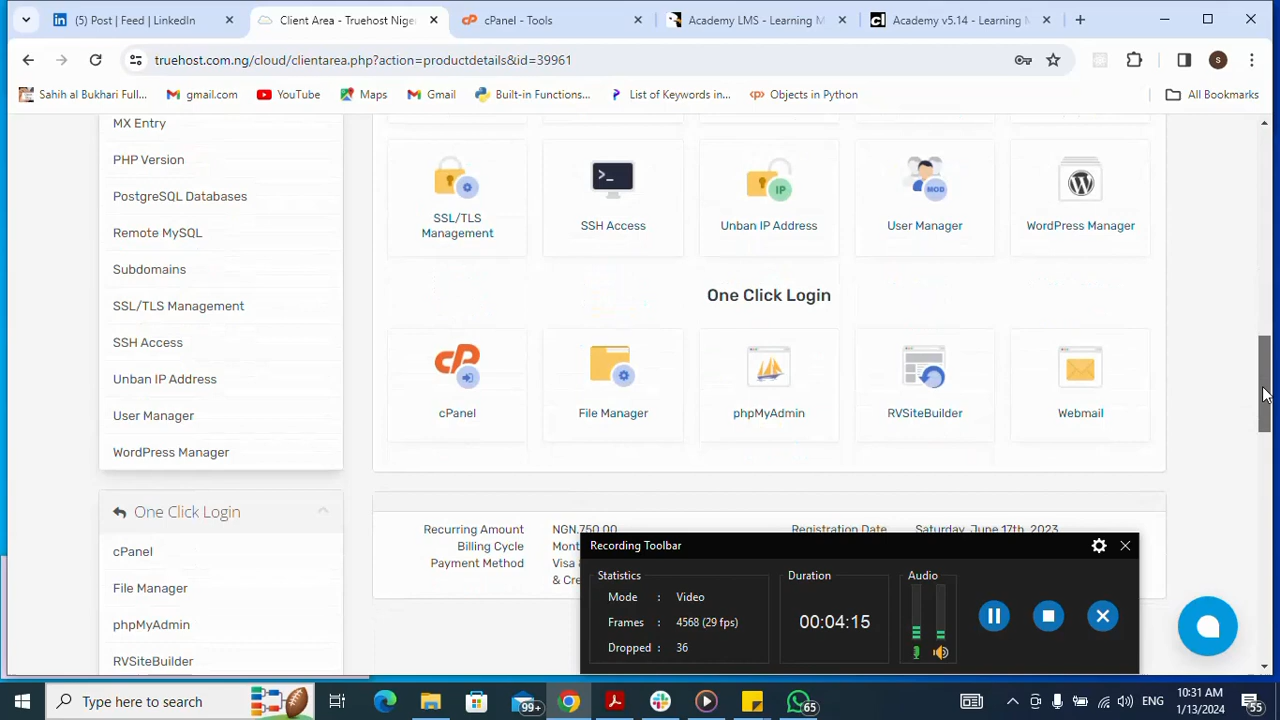 (5) Post | Feed | LinkedIn
Client Area - Truehost Nige
cPanel - Tools
Academy LMS - Learning M
Academy v5.14 - Learning M
truehost.com.ng/cloud/clientarea.php?action=productdetails&id=39961
S
Sahih al Bukhari Full...
gmail.com
YouTube
Maps
Gmail
Built-in Functions...
List of Keywords in...
Objects in Python
All Bookmarks
MX Entry
PHP Version
PostgreSQL Databases
Remote MySQL
Subdomains
SSL/TLS Management
SSH Access
Unban IP Address
User Manager
WordPress Manager
One Click Login
cPanel
File Manager
phpMyAdmin
RVSiteBuilder
SSL/TLS
Management
SSH Access
IP
Unban IP Address
MOD
User Manager
WordPress Manager
One Click Login
cPanel
File Manager
phpMyAdmin
RVSiteBuilder
Webmail
Recurring Amount NGN.750.00
Registration Date Saturday, June 17th, 2023
Billing Cycle Mont
Payment Method Visa
& Cre
Recording Toolbar
Statistics
Mode : Video
Frames : 4568 (29 fps)
Dropped : 36
Duration
00:04:15
Audio
Type here to search
99+
65
ENG
10:31 AM
1/13/2024
55